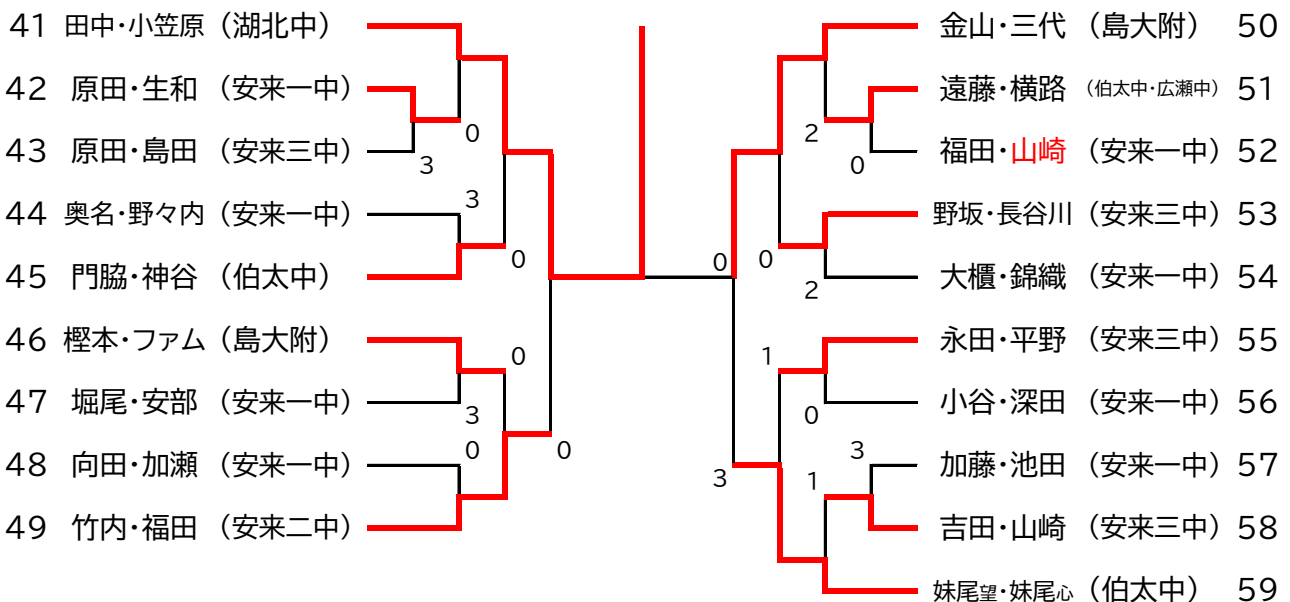 41 田中・小笠原 (湖北中)
42 原田・生和 (安来一中)
43 原田・島田 (安来三中)
44 奥名・野々内 (安来一中)
45 門脇・神谷 (伯太中)
46 樫本・ファム (島大附)
47 堀尾・安部 (安来一中)
48 向田・加瀬 (安来一中)
49 竹内・福田 (安来二中)
0
3
3
0
0
3
0
0
0
2
0
0
2
1
0
3
1
3
金山・三代 (島大附) 50
遠藤・横路 (伯太中・広瀬中) 51
福田・山崎 (安来一中) 52
野坂・長谷川 (安来三中) 53
大櫃・錦織 (安来一中) 54
永田・平野 (安来三中) 55
小谷・深田 (安来一中) 56
加藤・池田 (安来一中) 57
吉田・山崎 (安来三中) 58
妹尾望・妹尾心 (伯太中) 59